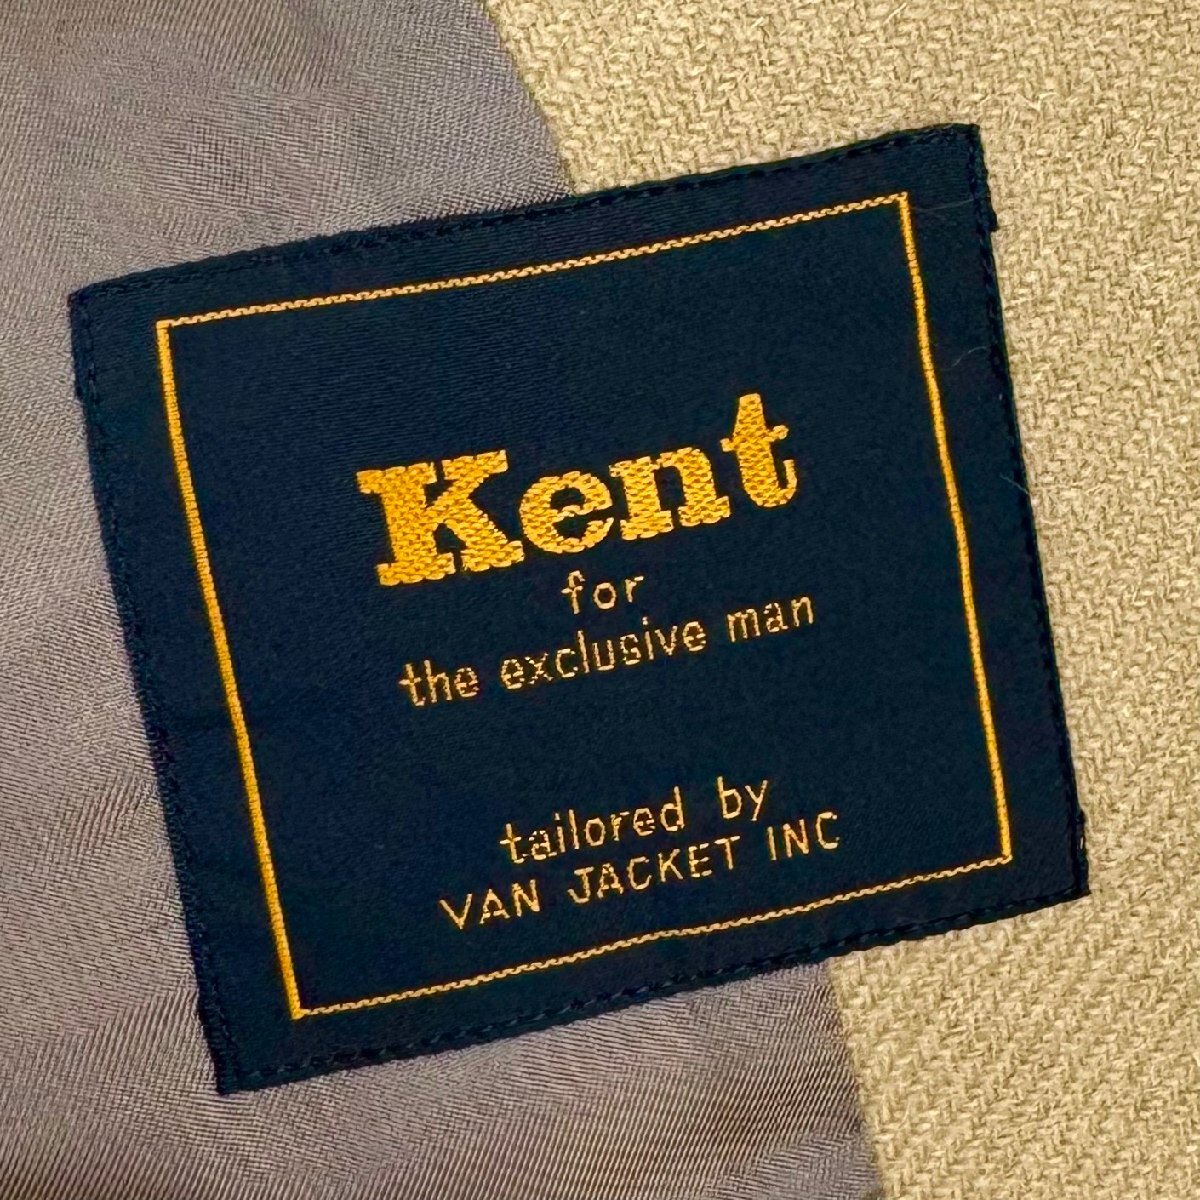 Kent
for
the exclusive man
tailored by
VAN JACKET INC